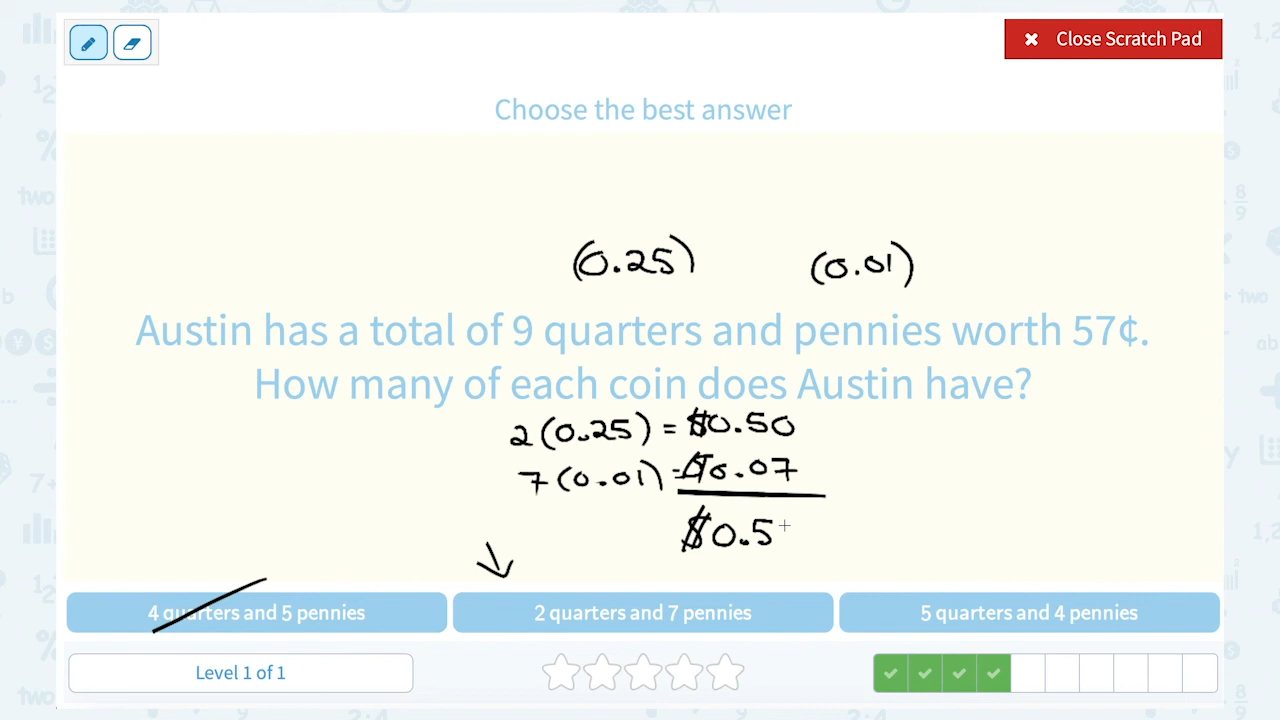 Close Scratch Pad
Choose the best answer
(0.25) (0.01)
Austin has a total of 9 quarters and pennies worth 57¢.
How many of each coin does Austin have?
2(0.25) = $0.50
7(0.01) = $0.07
$0.5
4 quarters and 5 pennies
2 quarters and 7 pennies
5 quarters and 4 pennies
Level 1 of 1